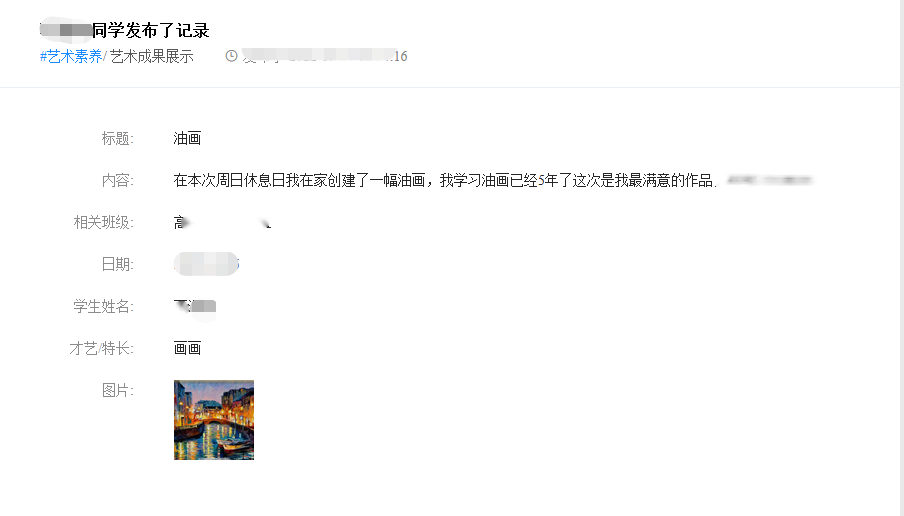 同学发布了记录
#艺术素养/ 艺术成果展示 16
标题: 油画
内容: 在本次周日休息日我在家创建了一幅油画，我学习油画已经5年了这次是我最满意的作品.
相关班级: 高
日期:
学生姓名:
才艺/特长: 画画
图片: